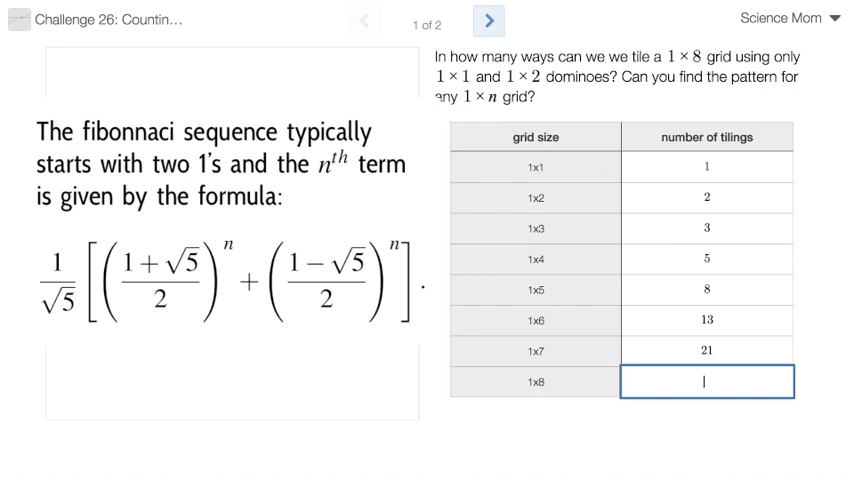 Challenge 26: Countin...
1 of 2
Science Mom
The fibonnaci sequence typically
starts with two 1's and the nᵗʰ term
is given by the formula:
1/√5 [((1+√5)/2)ⁿ + ((1−√5)/2)ⁿ].
In how many ways can we we tile a 1 × 8 grid using only
1 × 1 and 1 × 2 dominoes? Can you find the pattern for
any 1 × n grid?
grid size number of tilings
1x1 1
1x2 2
1x3 3
1x4 5
1x5 8
1x6 13
1x7 21
1x8